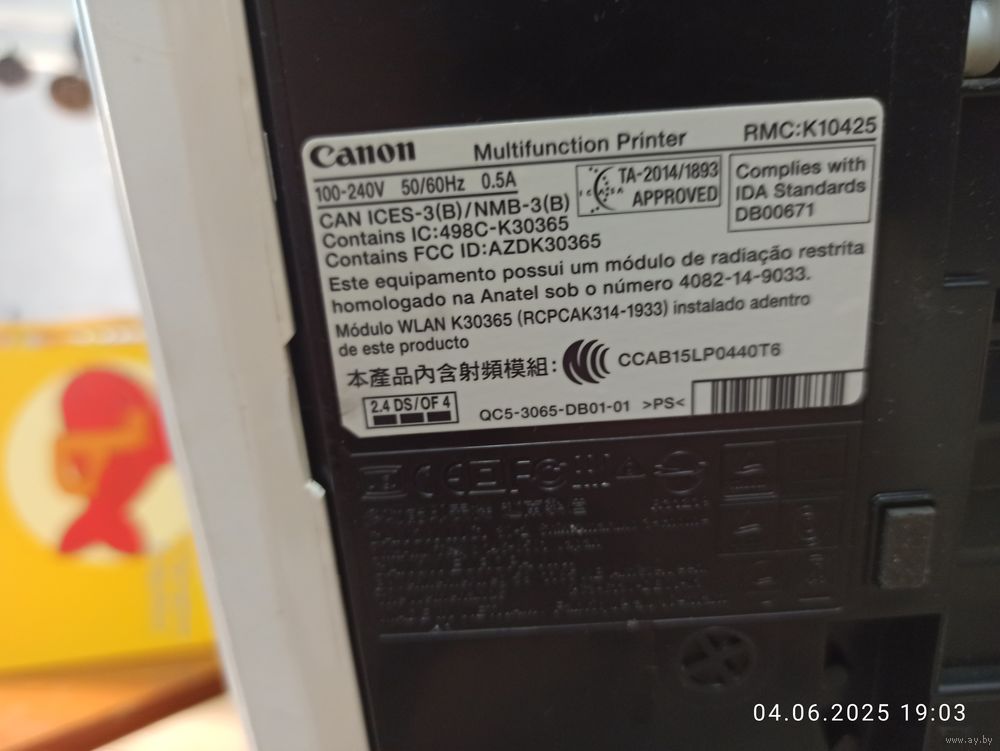 Canon Multifunction Printer RMC:K10425
100-240V 50/60Hz 0.5A
TA-2014/1893
APPROVED
Complies with
IDA Standards
DB00671
CAN ICES-3(B)/NMB-3(B)
Contains IC:498C-K30365
Contains FCC ID:AZDK30365
Este equipamento possui um módulo de radiação restrita
homologado na Anatel sob o número 4082-14-9033.
Módulo WLAN K30365 (RCPCAK314-1933) instalado adentro
de este producto
本產品內含射頻模組: CCAB15LP0440T6
2.4 DS/OF 4
QC5-3065-DB01-01 >PS<
04.06.2025 19:03
www.ay.by